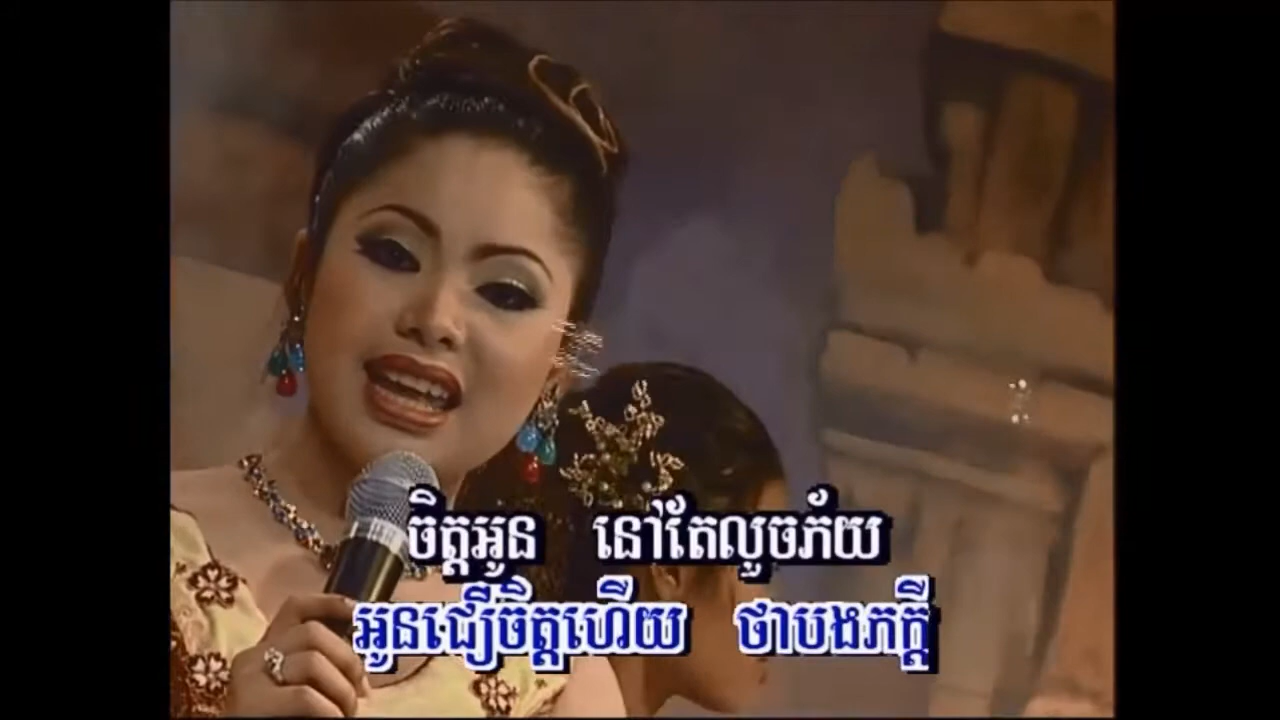 ចិត្តអូន នៅតែលួចភ័យ
អូនជឿចិត្តហើយ ថាបងភក្ដី